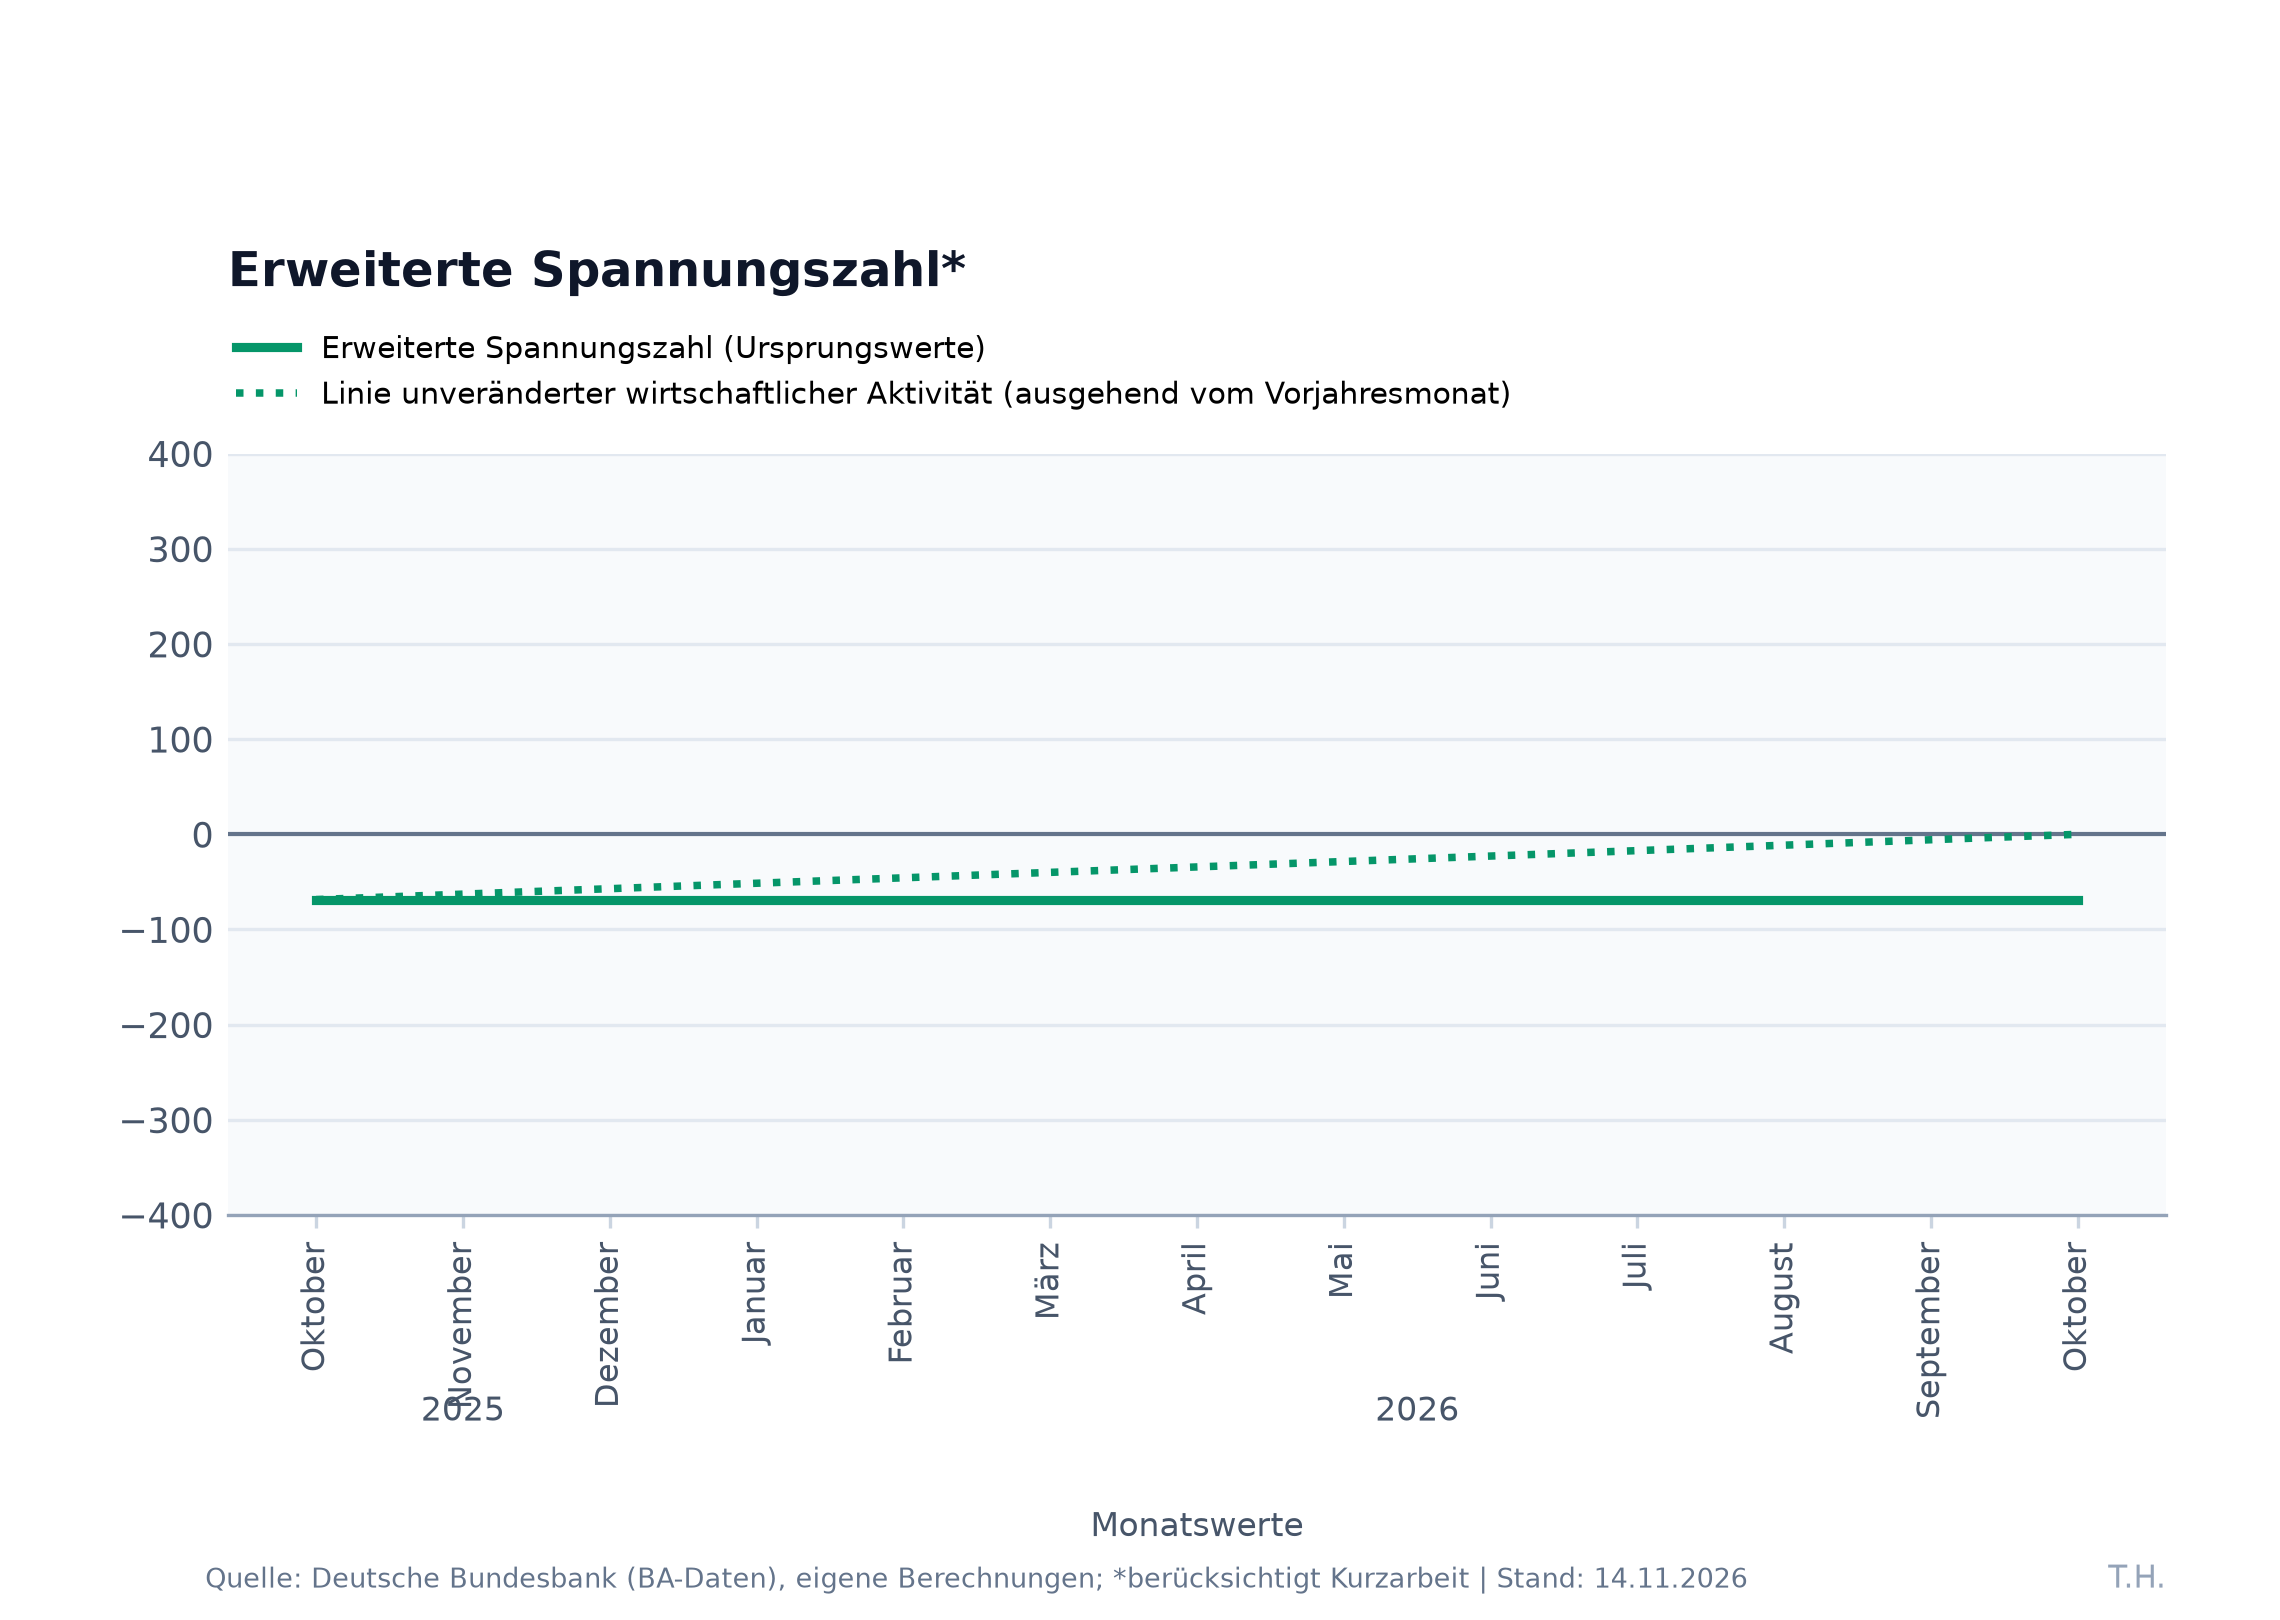 Erweiterte Spannungszahl*
Erweiterte Spannungszahl (Ursprungswerte)
Linie unveränderter wirtschaftlicher Aktivität (ausgehend vom Vorjahresmonat)
400
300
200
100
0
−100
−200
−300
−400
Oktober
November
Dezember
Januar
Februar
März
April
Mai
Juni
Juli
August
September
Oktober
2025
2026
Monatswerte
Quelle: Deutsche Bundesbank (BA-Daten), eigene Berechnungen; *berücksichtigt Kurzarbeit | Stand: 14.11.2026
T.H.